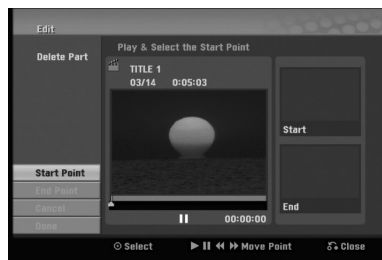 Edit
Delete Part
Play & Select the Start Point
TITLE 1
03/14 0:05:03
Start
Start Point
End Point
Cancel
Done
End
00:00:00
Select
Move Point
Close